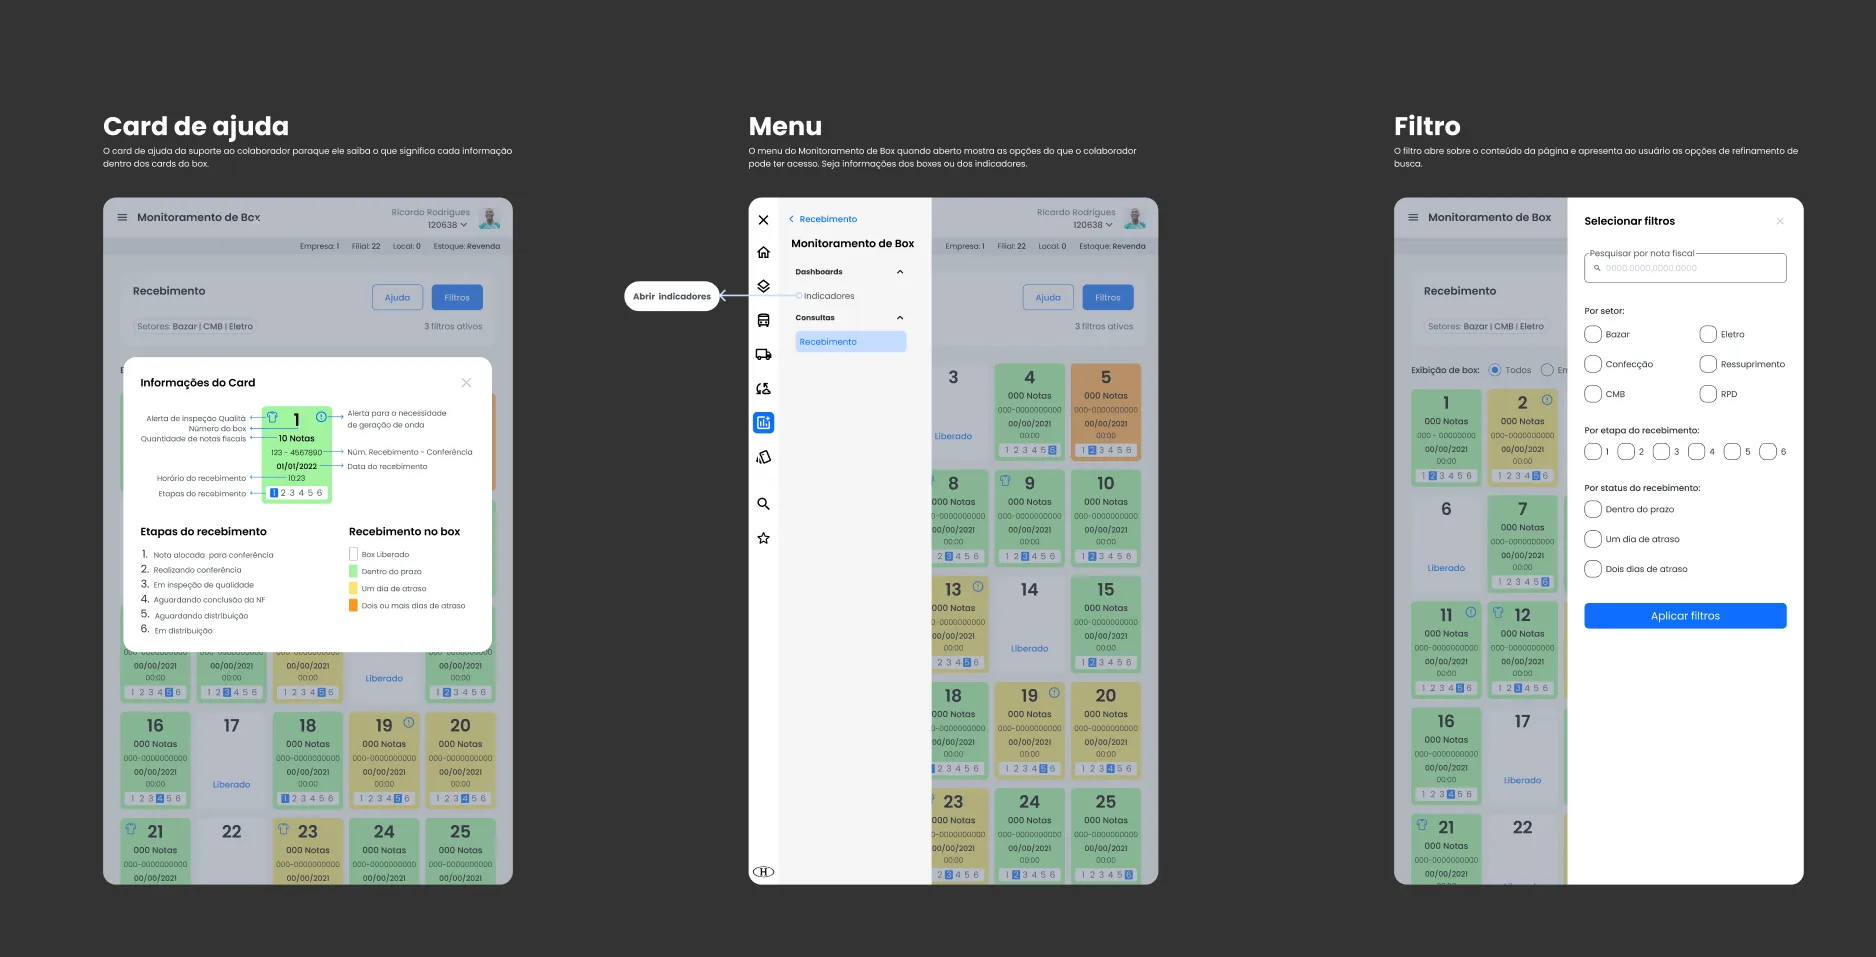 Card de ajuda
O card de ajuda da suporte ao colaborador paraque ele saiba o que significa cada informação
dentro dos cards do box.
Monitoramento de Box
Ricardo Rodrigues
120638
Empresa: 1 Filial: 22 Local: 0 Estoque: Revenda
Recebimento
Ajuda
Filtros
Setores: Bazar | CMB | Eletro
3 filtros ativos
Informações do Card
Alerta de inspeção Qualitá
Número do box
Quantidade de notas fiscais
Horário do recebimento
Etapas do recebimento
1
10 Notas
123 - 4567890
01/01/2022
10:23
1 2 3 4 5 6
Alerta para a necessidade
de geração de onda
Núm. Recebimento - Conferência
Data do recebimento
Etapas do recebimento
1. Nota alocada para conferência
2. Realizando conferência
3. Em inspeção de qualidade
4. Aguardando conclusão da NF
5. Aguardando distribuição
6. Em distribuição
Recebimento no box
Box Liberado
Dentro do prazo
Um dia de atraso
Dois ou mais dias de atraso
00/00/2021 00/00/2021 00/00/2021 Liberado 00/00/2021
00:00 00:00 00:00 00:00
1 2 3 4 5 6 1 2 3 4 5 6 1 2 3 4 5 6 1 2 3 4 5 6
16 17 18 19 20
000 Notas 000 Notas 000 Notas 000 Notas
000-0000000000 000-0000000000 000-0000000000 000-0000000000
00/00/2021 Liberado 00/00/2021 00/00/2021 00/00/2021
00:00 00:00 00:00 00:00
1 2 3 4 5 6 1 2 3 4 5 6 1 2 3 4 5 6 1 2 3 4 5 6
21 22 23 24 25
000 Notas 000 Notas 000 Notas 000 Notas
000-0000000000 000-0000000000 000-0000000000 000-0000000000
00/00/2021 00/00/2021 00/00/2021 00/00/2021
Menu
O menu do Monitoramento de Box quando aberto mostra as opções do que o colaborador
pode ter acesso. Seja informações dos boxes ou dos indicadores.
Abrir indicadores
Recebimento
Monitoramento de Box
Dashboards
Indicadores
Consultas
Recebimento
H
Ricardo Rodrigues
120638
Empresa: 1 Filial: 22 Local: 0 Estoque: Revenda
Ajuda
Filtros
3 filtros ativos
3 4 5
000 Notas 000 Notas
000-0000000000 000-0000000000
Liberado 00/00/2021 00/00/2021
00:00 00:00
1 2 3 4 5 6 1 2 3 4 5 6
8 9 10
000 Notas 000 Notas 000 Notas
000-0000000000 000-0000000000 000-0000000000
00/00/2021 00/00/2021 00/00/2021
00:00 00:00 00:00
2 3 4 5 6 1 2 3 4 5 6 1 2 3 4 5 6
13 14 15
000 Notas 000 Notas
000-0000000000 000-0000000000
00/00/2021 Liberado 00/00/2021
00:00 00:00
2 3 4 5 6 1 2 3 4 5 6
18 19 20
000 Notas 000 Notas 000 Notas
000-0000000000 000-0000000000 000-0000000000
00/00/2021 00/00/2021 00/00/2021
00:00 00:00 00:00
2 3 4 5 6 1 2 3 4 5 6 1 2 3 4 5 6
23 24 25
000 Notas 000 Notas 000 Notas
0-0000000000 000-0000000000 000-0000000000
00/00/2021 00/00/2021 00/00/2021
00:00 00:00 00:00
2 3 4 5 6 1 2 3 4 5 6 1 2 3 4 5 6
Filtro
O filtro abre sobre o conteúdo da página e apresenta ao usuário as opções de refinamento de
busca.
Monitoramento de Box
Recebimento
Setores: Bazar | CMB | Eletro
Exibição de box: Todos Em
1 2
000 Notas 000 Notas
000 - 0000000000 000-0000000000
00/00/2021 00/00/2021
00:00 00:00
1 2 3 4 5 6 1 2 3 4 5 6
6 7
000 Notas
000-0000000000
Liberado 00/00/2021
00:00
1 2 3 4 5 6
11 12
000 Notas 000 Notas
000-0000000000 000-0000000000
00/00/2021 00/00/2021
00:00 00:00
1 2 3 4 5 6 1 2 3 4 5 6
16 17
000 Notas
000-0000000000
00/00/2021 Liberado
00:00
1 2 3 4 5 6
21 22
000 Notas
000-0000000000
00/00/2021
Selecionar filtros
Pesquisar por nota fiscal
0000.0000.0000.0000
Por setor:
Bazar Eletro
Confecção Ressuprimento
CMB RPD
Por etapa do recebimento:
1 2 3 4 5 6
Por status do recebimento:
Dentro do prazo
Um dia de atraso
Dois dias de atraso
Aplicar filtros